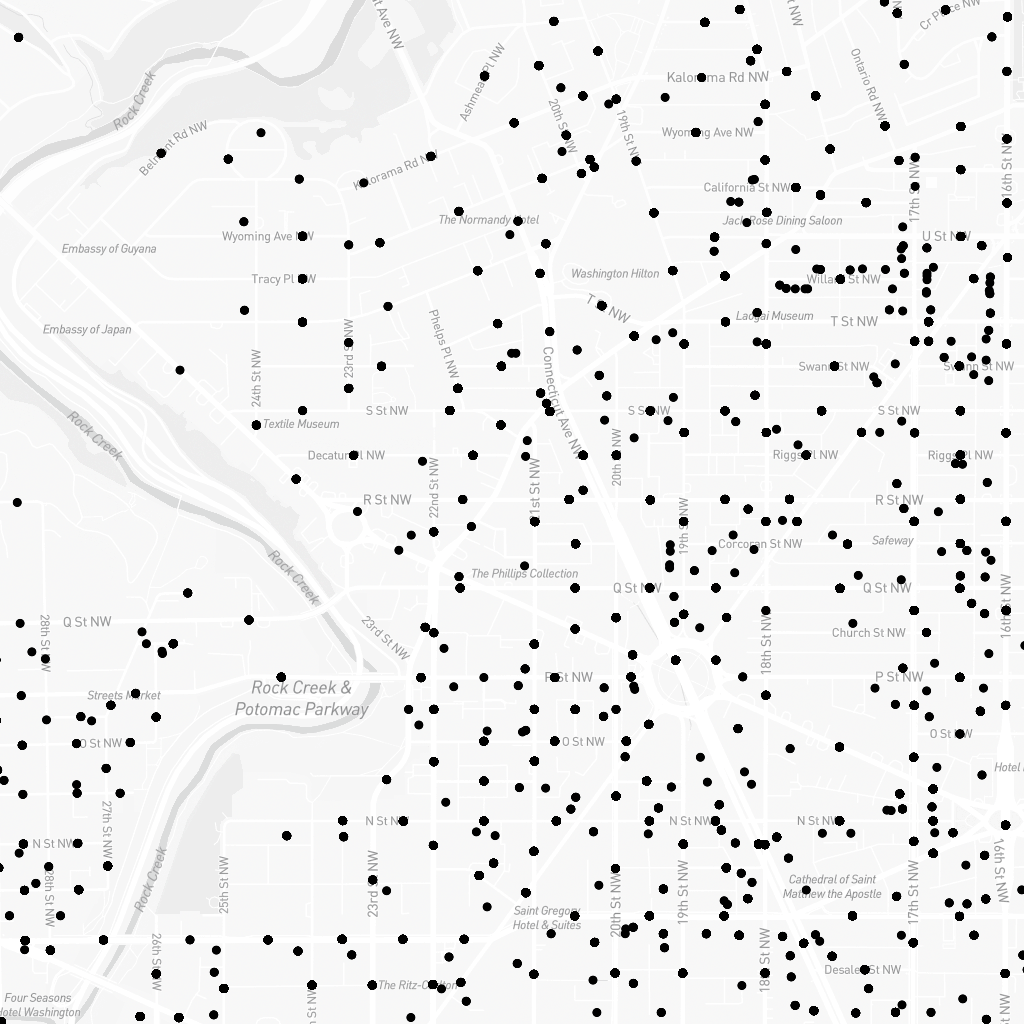 Cr Place NW
Kalorama Rd NW
Ashmead Pl NW
Ontario Rd NW
Rock Creek
20th St NW
19th St NW
Wyoming Ave NW
Belmont Rd NW
Kalorama Rd NW
16th St NW
17th St NW
California St NW
The Normandy Hotel
Jack Rose Dining Saloon
Wyoming Ave NW
U St NW
Embassy of Guyana
Washington Hilton
Tracy Pl NW
Willard St NW
T St NW
Laogai Museum
T St NW
Embassy of Japan
Phelps Pl NW
23rd St NW
24th St NW
Connecticut Ave NW
Swann St NW
Swann St NW
S St NW
S St NW
S St NW
Textile Museum
Rock Creek
20th St NW
Decatur Pl NW
Riggs Pl NW
Riggs Pl NW
22nd St NW
21st St NW
R St NW
R St NW
19th St NW
Corcoran St NW
Safeway
Rock Creek
The Phillips Collection
Q St NW
Q St NW
16th St NW
Q St NW
28th St NW
23rd St NW
18th St NW
Church St NW
P St NW
P St NW
Rock Creek &
Potomac Parkway
Streets Market
O St NW
O St NW
O St NW
Hotel
27th St NW
N St NW
N St NW
N St NW
N St NW
16th St NW
Rock Creek
28th St NW
25th St NW
23rd St NW
20th St NW
19th St NW
17th St NW
Cathedral of Saint
Matthew the Apostle
Saint Gregory
Hotel & Suites
26th St NW
18th St NW
Desales St NW
The Ritz-Carlton
Four Seasons
Hotel Washington